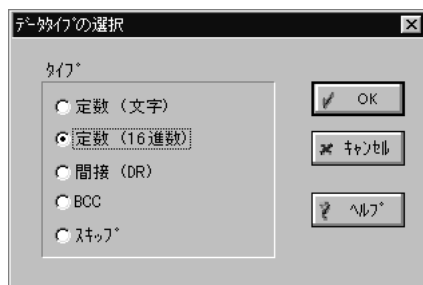 ﾃﾞｰﾀﾀｲﾌﾟの選択
ﾀｲﾌﾟ
定数（文字）
定数（16進数）
間接（DR）
BCC
ｽｷｯﾌﾟ
OK
ｷｬﾝｾﾙ
ﾍﾙﾌﾟ